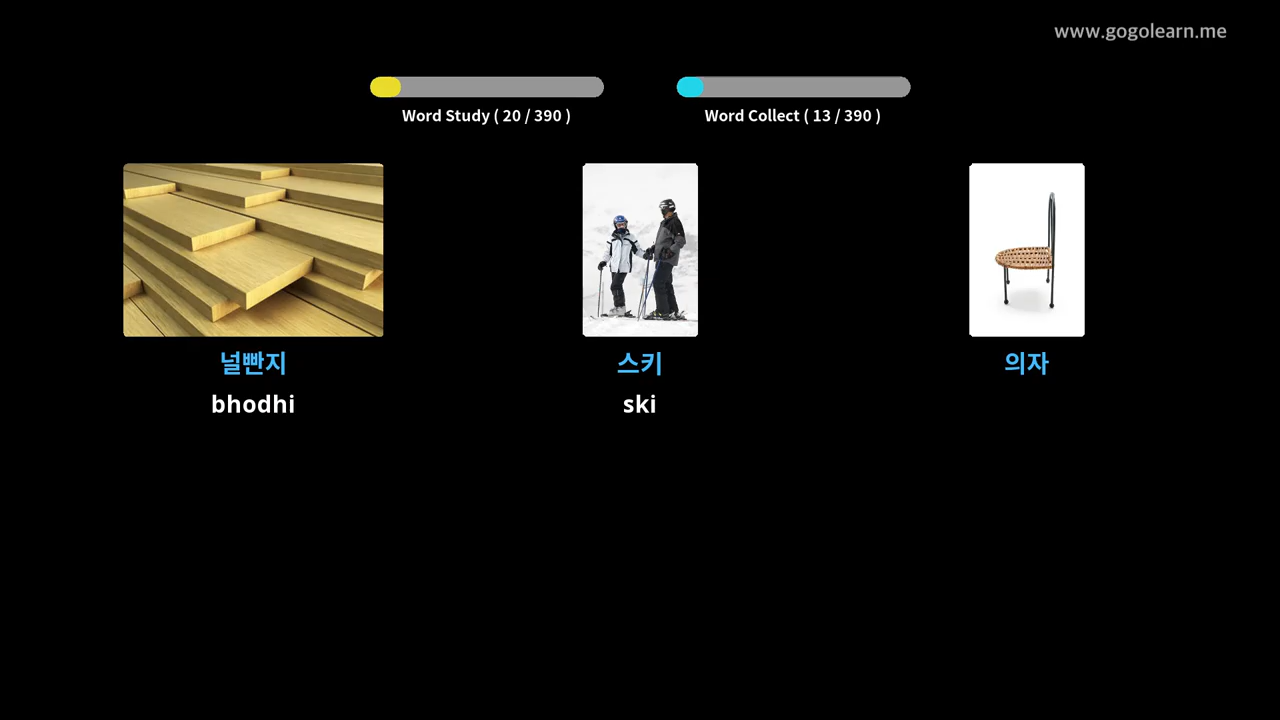 www.gogolearn.me
Word Study ( 20 / 390 )
Word Collect ( 13 / 390 )
널빤지
스키
의자
bhodhi
ski